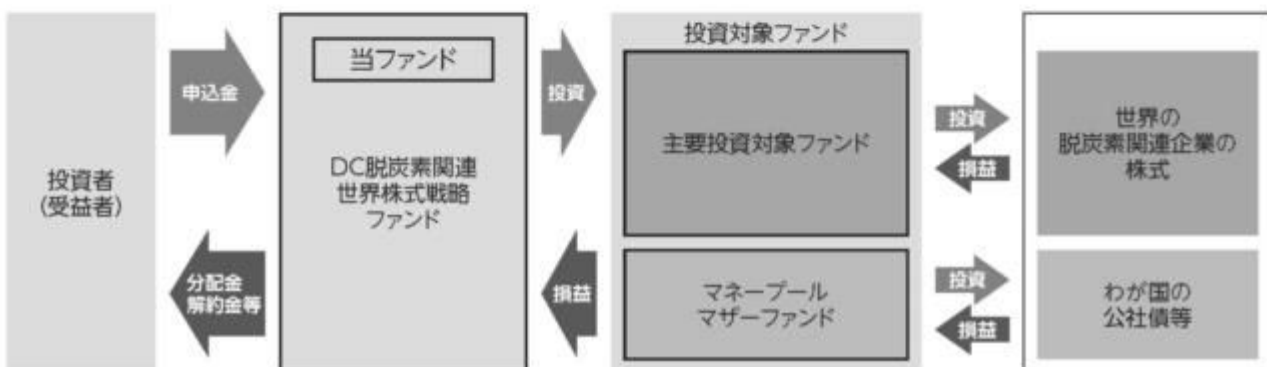 投資者
(受益者)
申込金
分配金
解約金等
当ファンド
DC脱炭素関連
世界株式戦略
ファンド
投資
損益
投資対象ファンド
主要投資対象ファンド
マネープール
マザーファンド
投資
損益
投資
損益
世界の
脱炭素関連企業の
株式
わが国の
公社債等